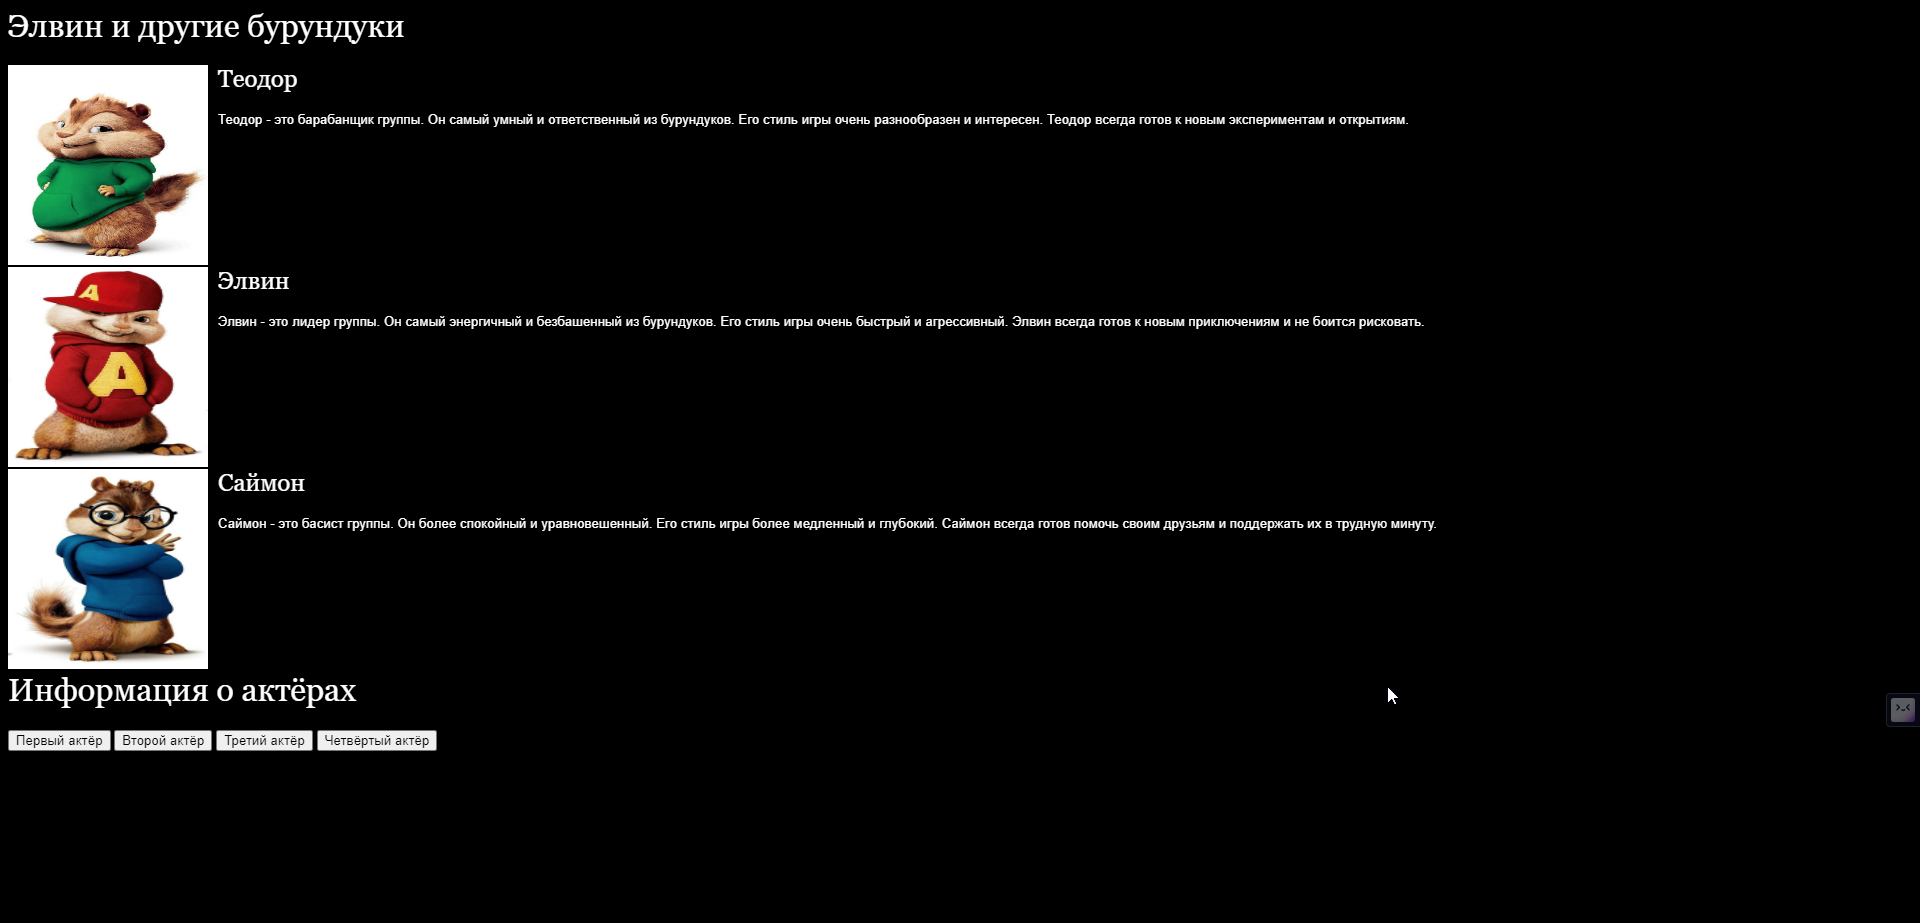 Элвин и другие бурундуки
Теодор
Теодор - это барабанщик группы. Он самый умный и ответственный из бурундуков. Его стиль игры очень разнообразен и интересен. Теодор всегда готов к новым экспериментам и открытиям.
A
Элвин
Элвин - это лидер группы. Он самый энергичный и безбашенный из бурундуков. Его стиль игры очень быстрый и агрессивный. Элвин всегда готов к новым приключениям и не боится рисковать.
A
Саймон
Саймон - это басист группы. Он более спокойный и уравновешенный. Его стиль игры более медленный и глубокий. Саймон всегда готов помочь своим друзьям и поддержать их в трудную минуту.
Информация о актёрах
Первый актёр Второй актёр Третий актёр Четвёртый актёр